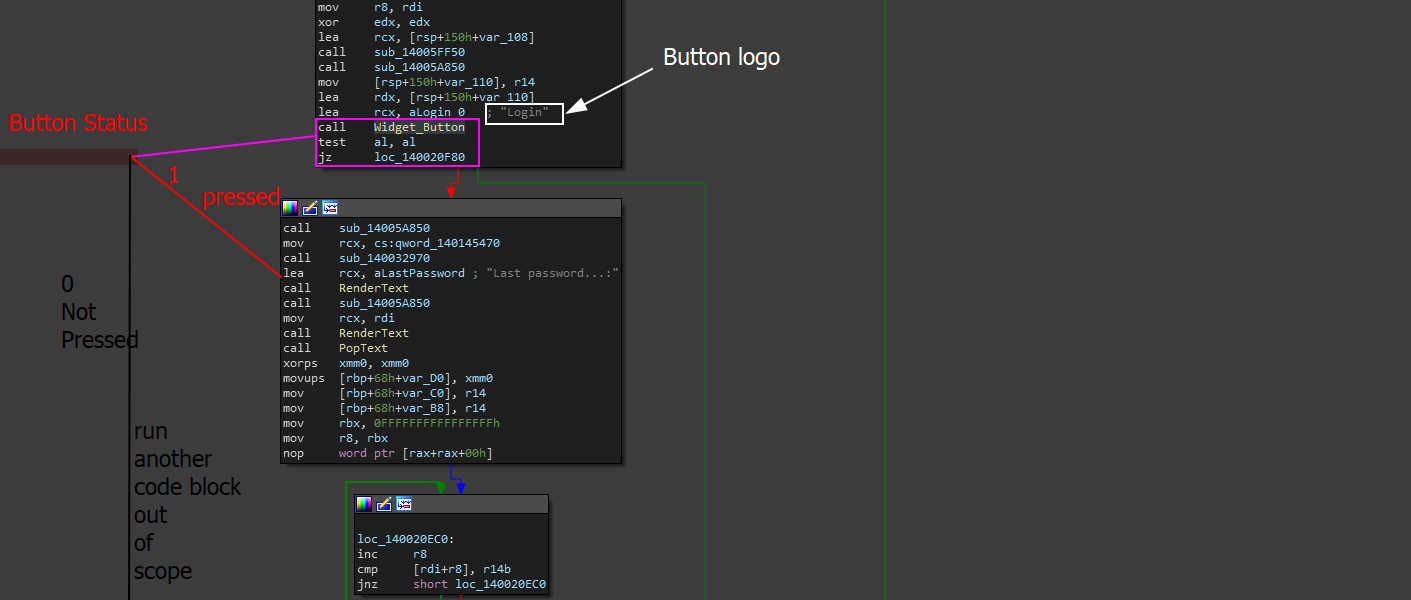 mov r8, rdi
xor edx, edx
lea rcx, [rsp+150h+var_108]
call sub_14005FF50
call sub_14005A850
mov [rsp+150h+var_110], r14
lea rdx, [rsp+150h+var_110]
lea rcx, aLogin_0 ; "Login"
call Widget_Button
test al, al
jz loc_140020F80
Button logo
Button Status
1
pressed
0
Not
Pressed
run
another
code block
out
of
scope
call sub_14005A850
mov rcx, cs:qword_140145470
call sub_140032970
lea rcx, aLastPassword ; "Last password...:"
call RenderText
call sub_14005A850
mov rcx, rdi
call RenderText
call PopText
xorps xmm0, xmm0
movups [rbp+68h+var_D0], xmm0
mov [rbp+68h+var_C0], r14
mov [rbp+68h+var_B8], r14
mov rbx, 0FFFFFFFFFFFFFFFFh
mov r8, rbx
nop word ptr [rax+rax+00h]
loc_140020EC0:
inc r8
cmp [rdi+r8], r14b
jnz short loc_140020EC0